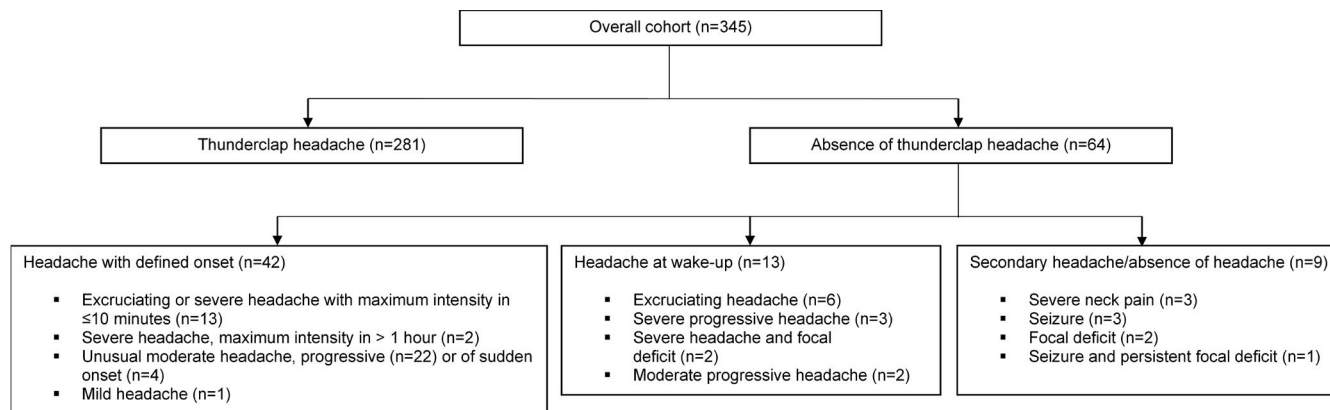 Overall cohort (n=345)
Thunderclap headache (n=281)
Absence of thunderclap headache (n=64)
Headache with defined onset (n=42)
▪ Excruciating or severe headache with maximum intensity in
≤10 minutes (n=13)
▪ Severe headache, maximum intensity in > 1 hour (n=2)
▪ Unusual moderate headache, progressive (n=22) or of sudden
onset (n=4)
▪ Mild headache (n=1)
Headache at wake-up (n=13)
▪ Excruciating headache (n=6)
▪ Severe progressive headache (n=3)
▪ Severe headache and focal
deficit (n=2)
▪ Moderate progressive headache (n=2)
Secondary headache/absence of headache (n=9)
▪ Severe neck pain (n=3)
▪ Seizure (n=3)
▪ Focal deficit (n=2)
▪ Seizure and persistent focal deficit (n=1)